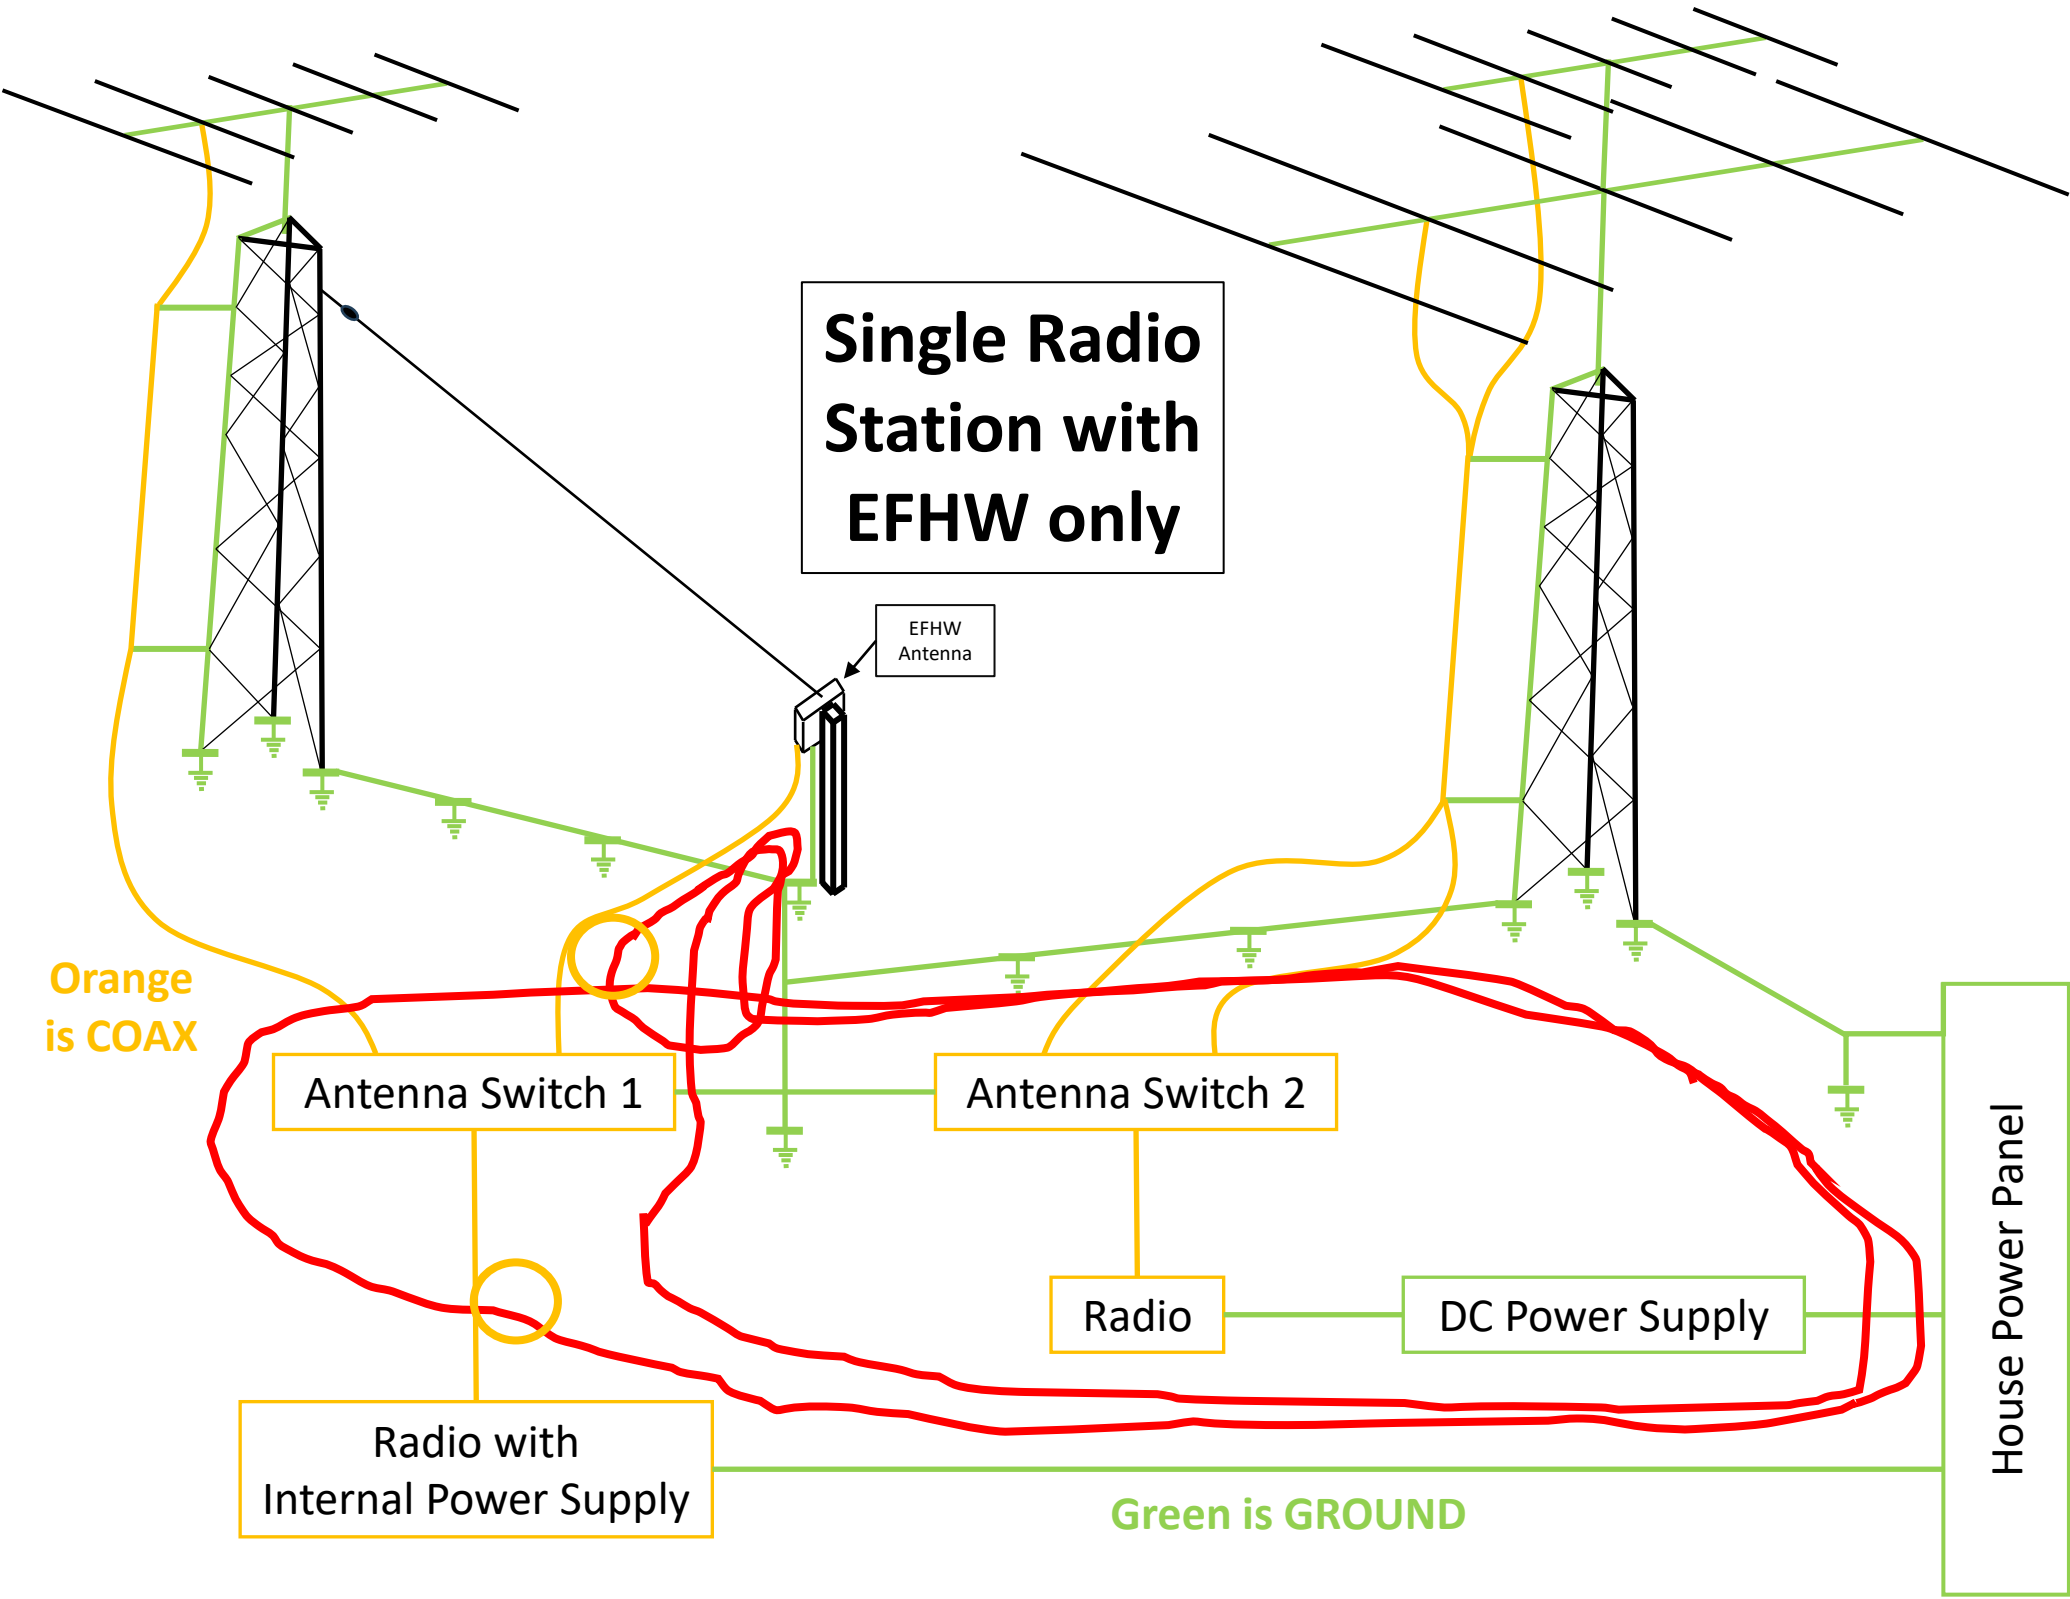 Single Radio
Station with
EFHW only
EFHW
Antenna
Orange
is COAX
Antenna Switch 1
Antenna Switch 2
House Power Panel
Radio
DC Power Supply
Radio with
Internal Power Supply
Green is GROUND